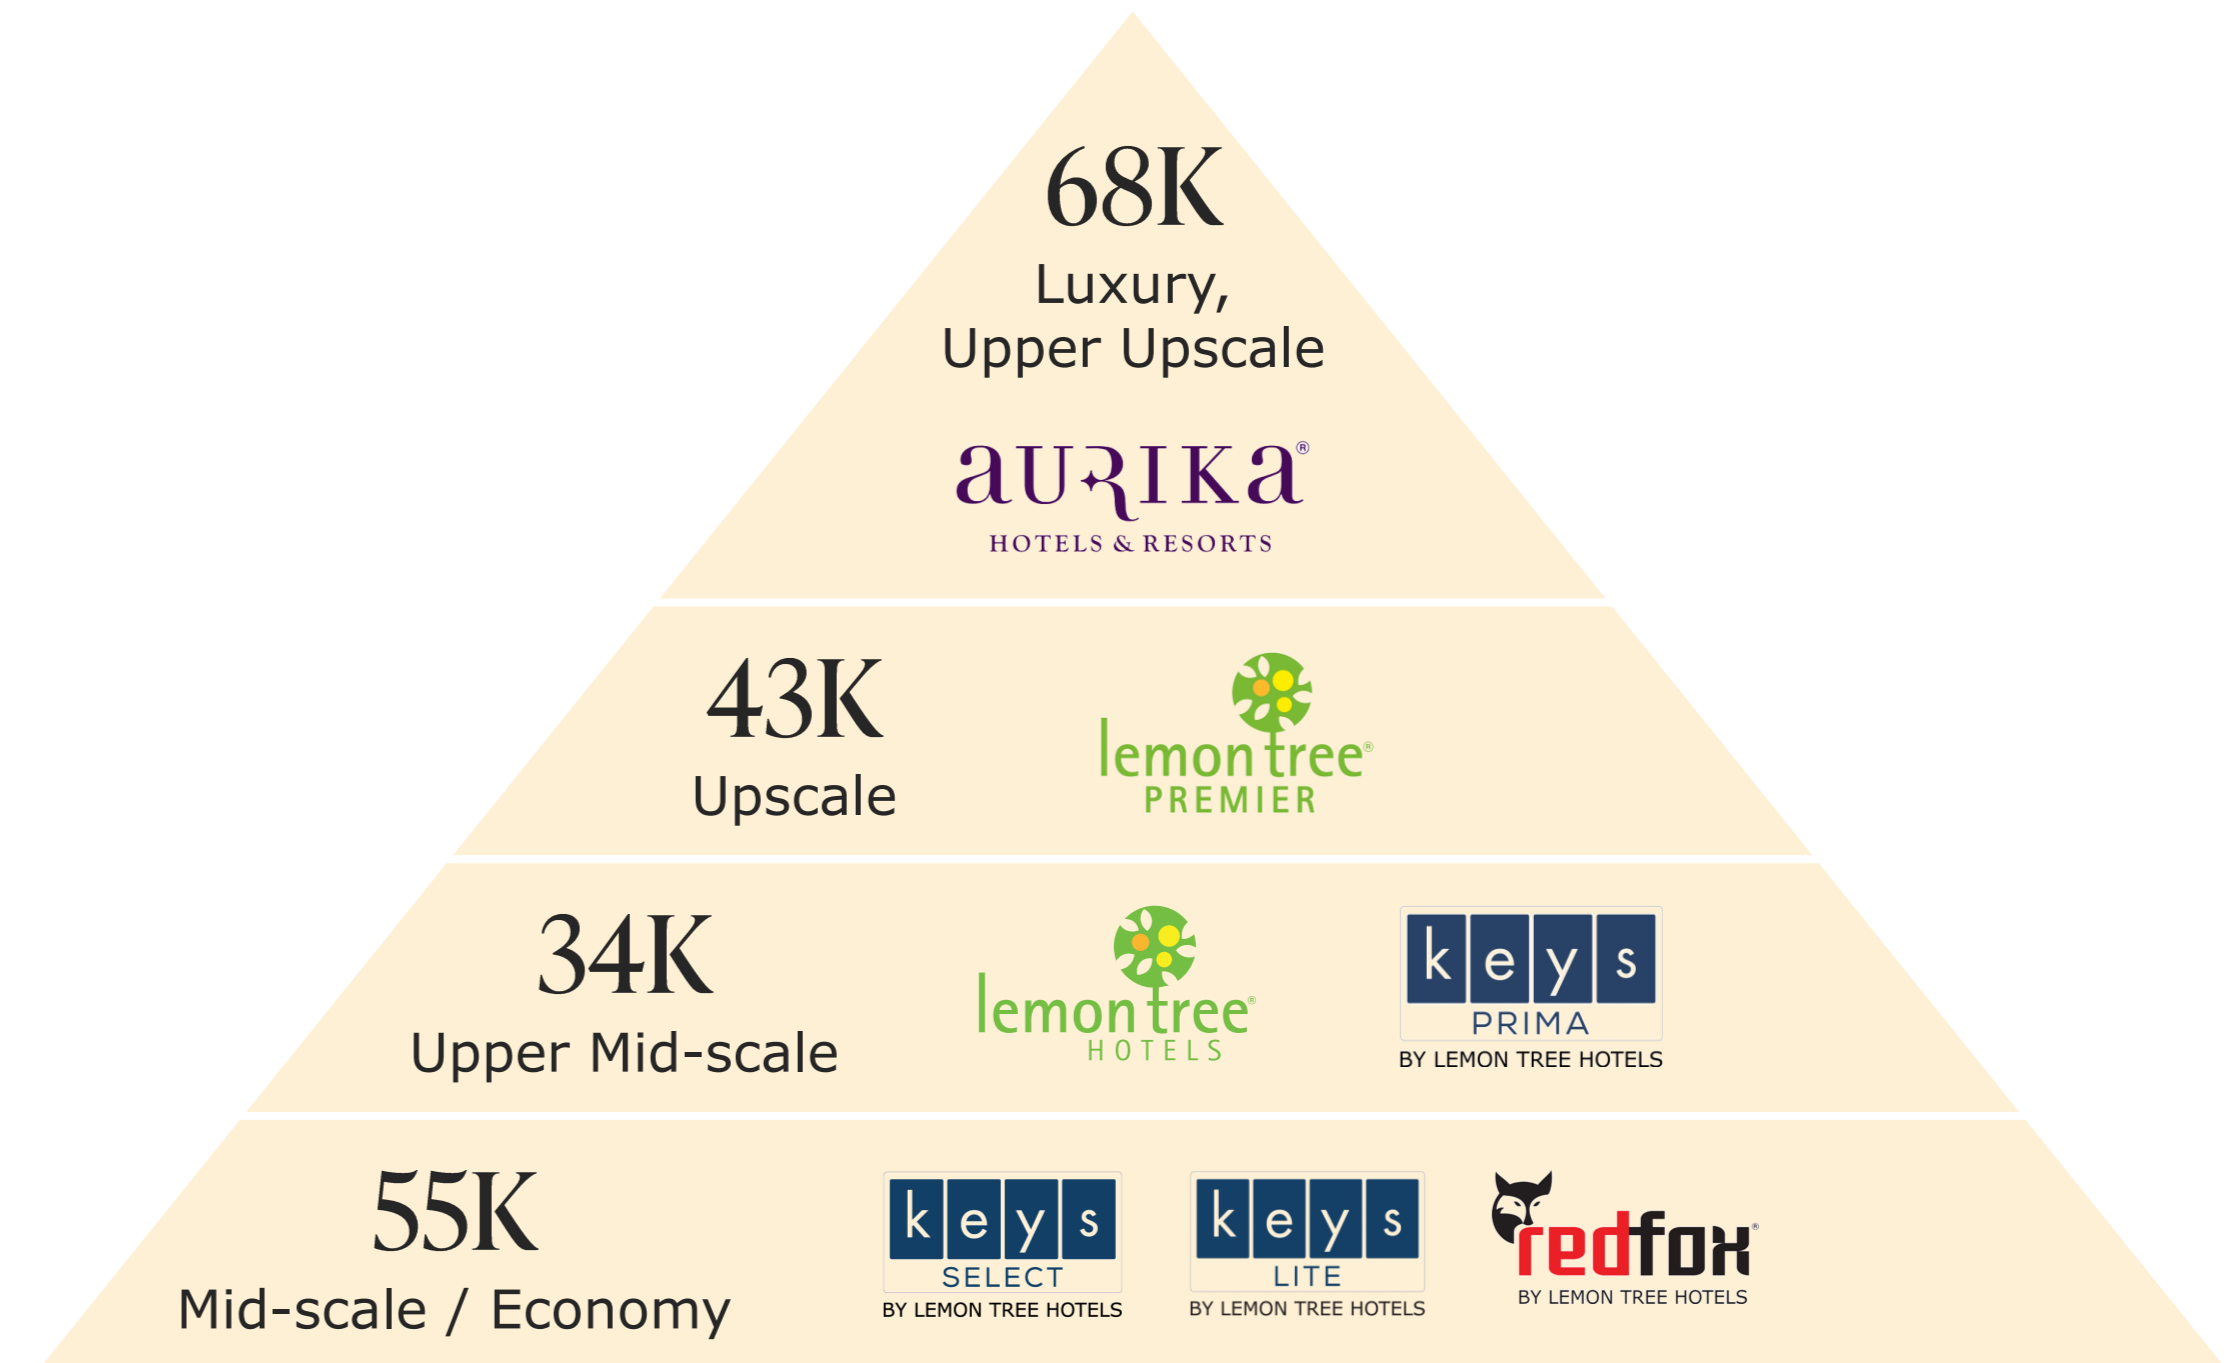 68K
Luxury,
Upper Upscale
aURIKa®
HOTELS & RESORTS
43K
Upscale
lemon tree®
PREMIER
34K
Upper Mid-scale
lemon tree®
HOTELS
keys
PRIMA
BY LEMON TREE HOTELS
55K
Mid-scale / Economy
keys
SELECT
BY LEMON TREE HOTELS
keys
LITE
BY LEMON TREE HOTELS
redfox®
BY LEMON TREE HOTELS